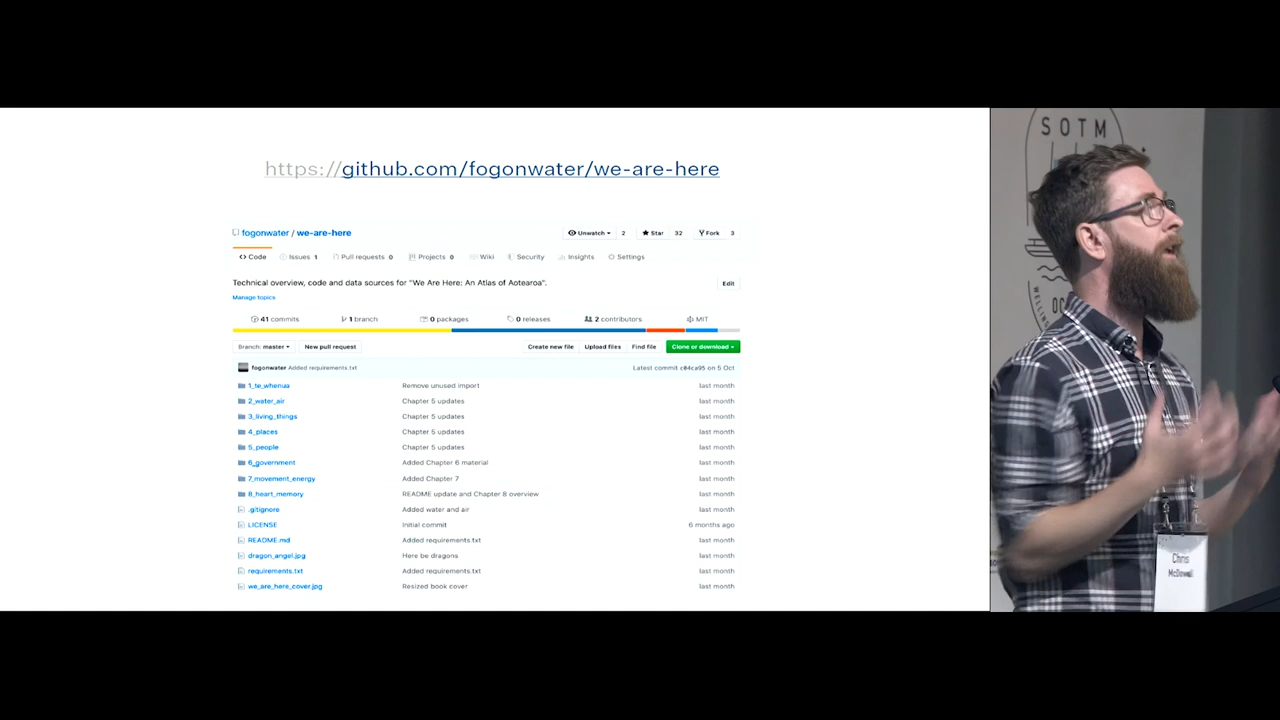 https://github.com/fogonwater/we-are-here
fogonwater / we-are-here
Unwatch 2 Star 32 Fork 3
Code Issues 1 Pull requests 0 Projects 0 Wiki Security Insights Settings
Technical overview, code and data sources for "We Are Here: An Atlas of Aotearoa".
Edit
Manage topics
41 commits 1 branch 0 packages 0 releases 2 contributors MIT
Branch: master New pull request Create new file Upload files Find file Clone or download
fogonwater Added requirements.txt Latest commit on 5 Oct
1_te_whenua Remove unused import last month
2_water_air Chapter 5 updates last month
3_living_things Chapter 5 updates last month
4_places Chapter 5 updates last month
5_people Chapter 5 updates last month
6_government Added Chapter 6 material last month
7_movement_energy Added Chapter 7 last month
8_heart_memory README update and Chapter 8 overview last month
.gitignore Added water and air last month
LICENSE Initial commit 6 months ago
README.md Added requirements.txt last month
dragon_angel.jpg Here be dragons last month
requirements.txt Added requirements.txt last month
we_are_here_cover.jpg Resized book cover last month
SOTM
Chris
McDowall